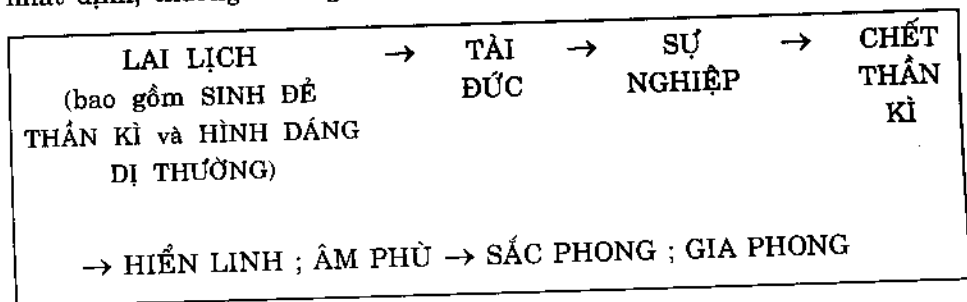 LAI LỊCH → TÀI → SỰ → CHẾT
(bao gồm SINH ĐẺ ĐỨC NGHIỆP THẦN
THẦN KÌ và HÌNH DÁNG KÌ
DỊ THƯỜNG)
→ HIỂN LINH ; ÂM PHÙ → SẮC PHONG ; GIA PHONG